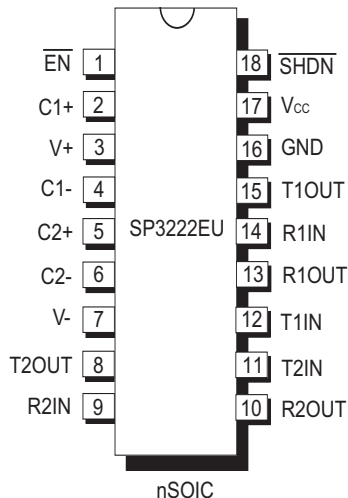 EN 1 18 SHDN
C1+ 2 17 Vcc
V+ 3 16 GND
C1- 4 15 T1OUT
C2+ 5 SP3222EU 14 R1IN
C2- 6 13 R1OUT
V- 7 12 T1IN
T2OUT 8 11 T2IN
R2IN 9 10 R2OUT
nSOIC